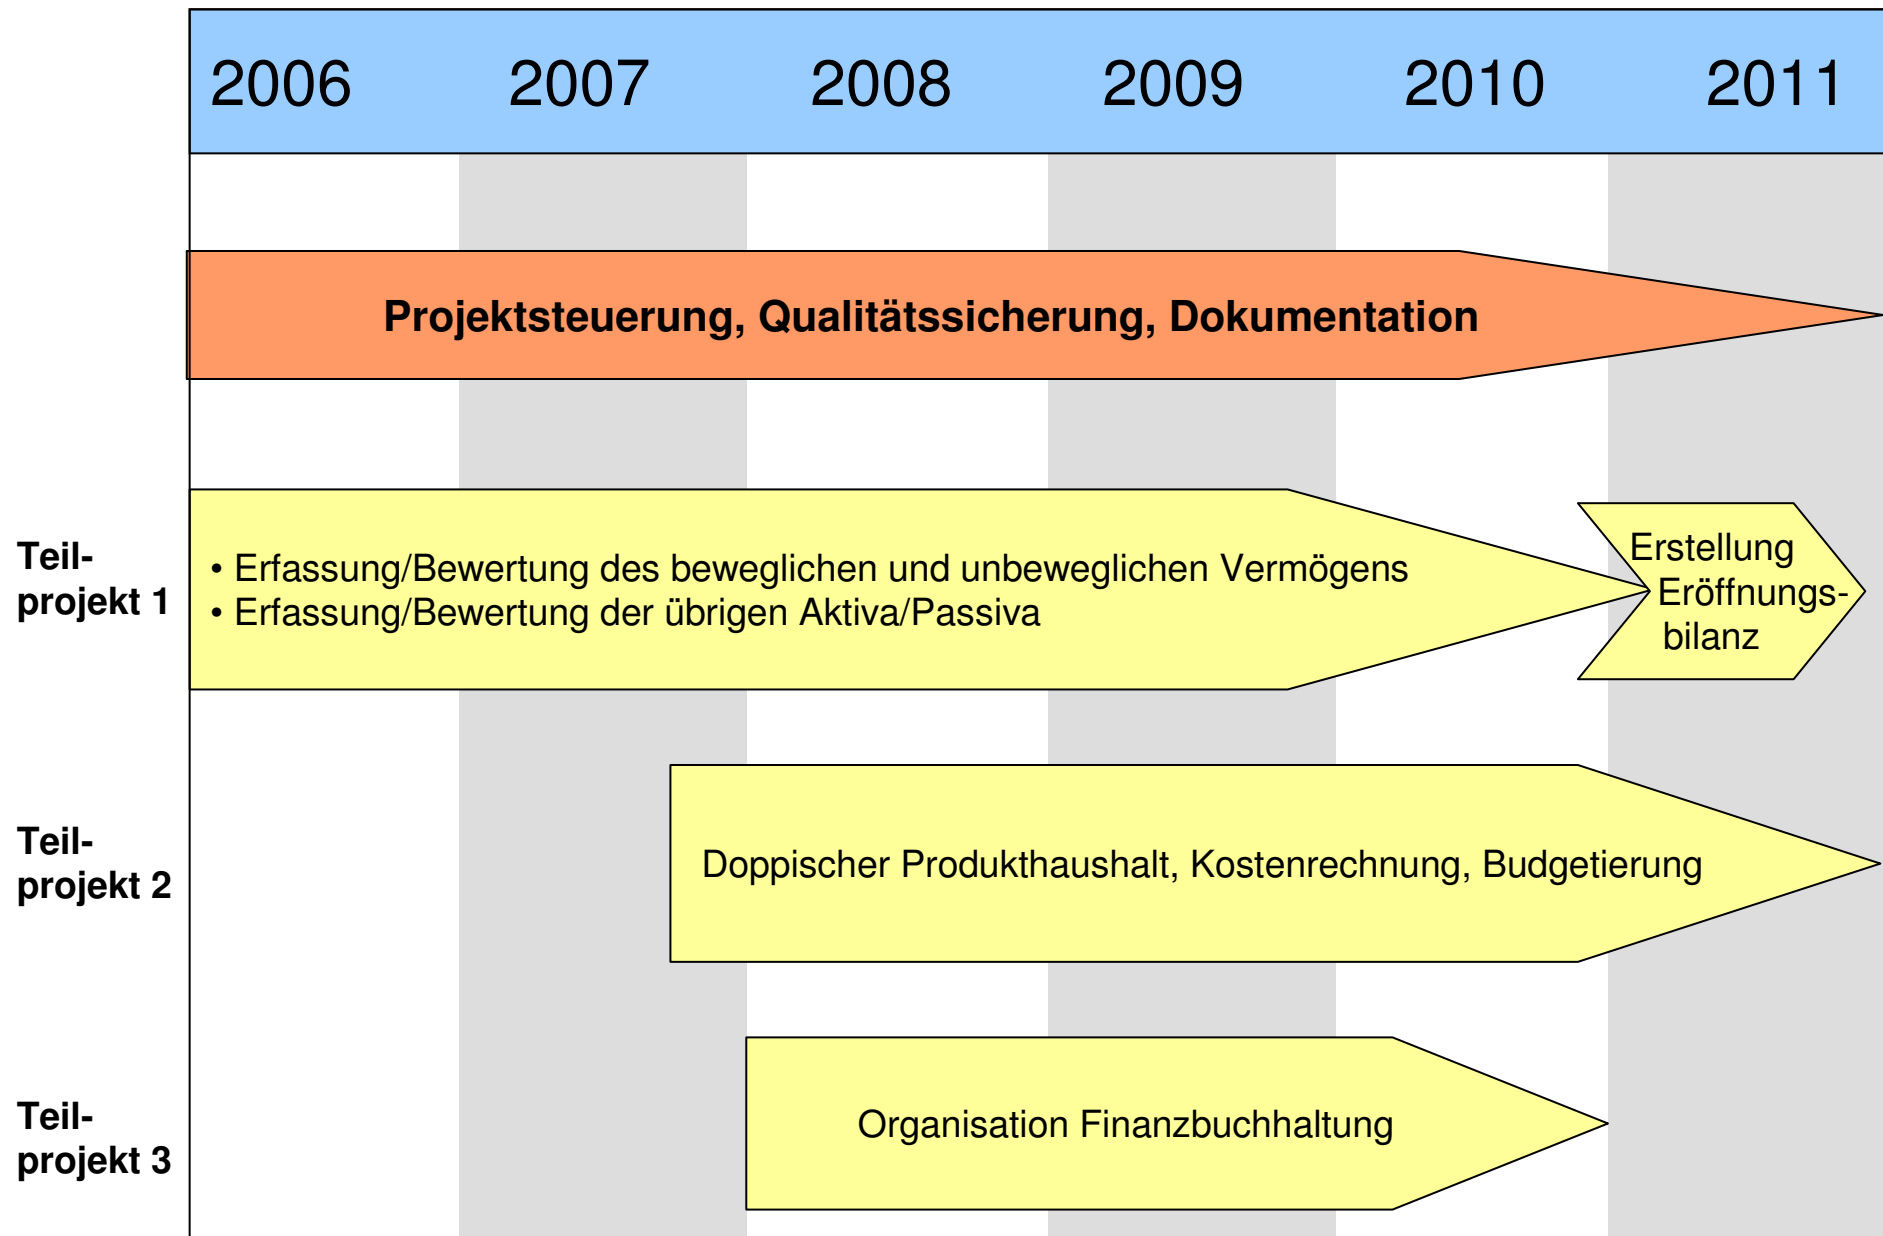 2006 2007 2008 2009 2010 2011
Projektsteuerung, Qualitätssicherung, Dokumentation
Teil-
projekt 1
• Erfassung/Bewertung des beweglichen und unbeweglichen Vermögens
• Erfassung/Bewertung der übrigen Aktiva/Passiva
Erstellung
Eröffnungs-
bilanz
Teil-
projekt 2
Doppischer Produkthaushalt, Kostenrechnung, Budgetierung
Teil-
projekt 3
Organisation Finanzbuchhaltung